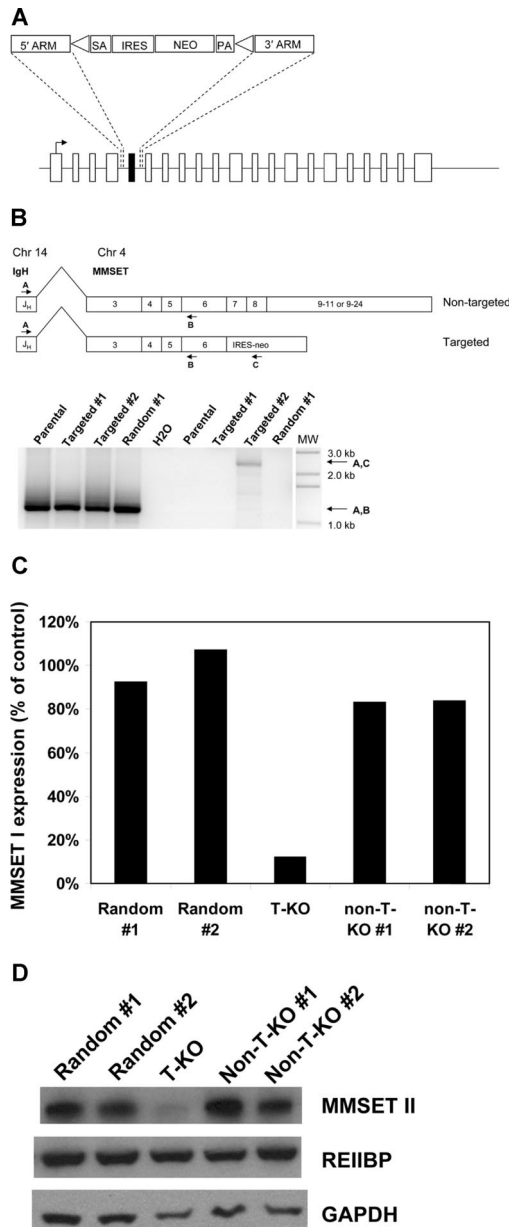 A
5′ ARM SA IRES NEO PA 3′ ARM
B
Chr 14 Chr 4
IgH MMSET
A
JH 3 4 5 6 7 8 9-11 or 9-24 Non-targeted
A B
JH 3 4 5 6 IRES-neo Targeted
B C
Parental Targeted #1 Targeted #2 Random #1 H2O Parental Targeted #1 Targeted #2 Random #1 MW
3.0 kb
A,C
2.0 kb
A,B
1.0 kb
C
MMSET I expression (% of control)
120%
100%
80%
60%
40%
20%
0%
Random #1 Random #2 T-KO non-T-KO #1 non-T-KO #2
D
Random #1 Random #2 T-KO Non-T-KO #1 Non-T-KO #2
MMSET II
REIIBP
GAPDH